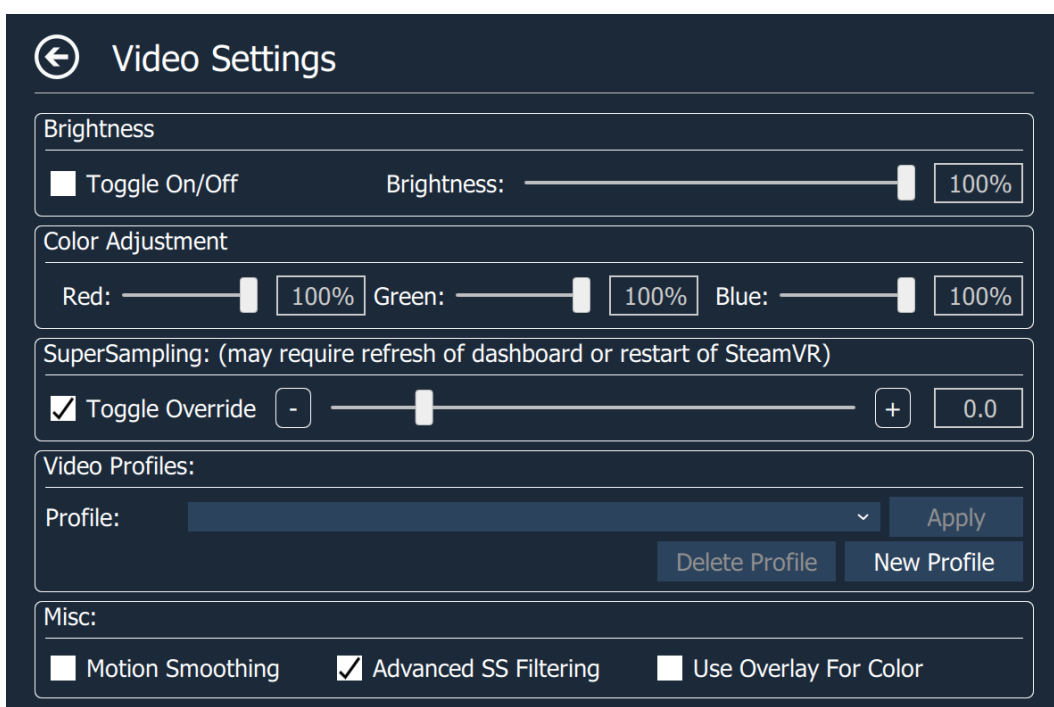 Video Settings
Brightness
Toggle On/Off Brightness: 100%
Color Adjustment
Red: 100% Green: 100% Blue: 100%
SuperSampling: (may require refresh of dashboard or restart of SteamVR)
Toggle Override - + 0.0
Video Profiles:
Profile: Apply
Delete Profile New Profile
Misc:
Motion Smoothing Advanced SS Filtering Use Overlay For Color